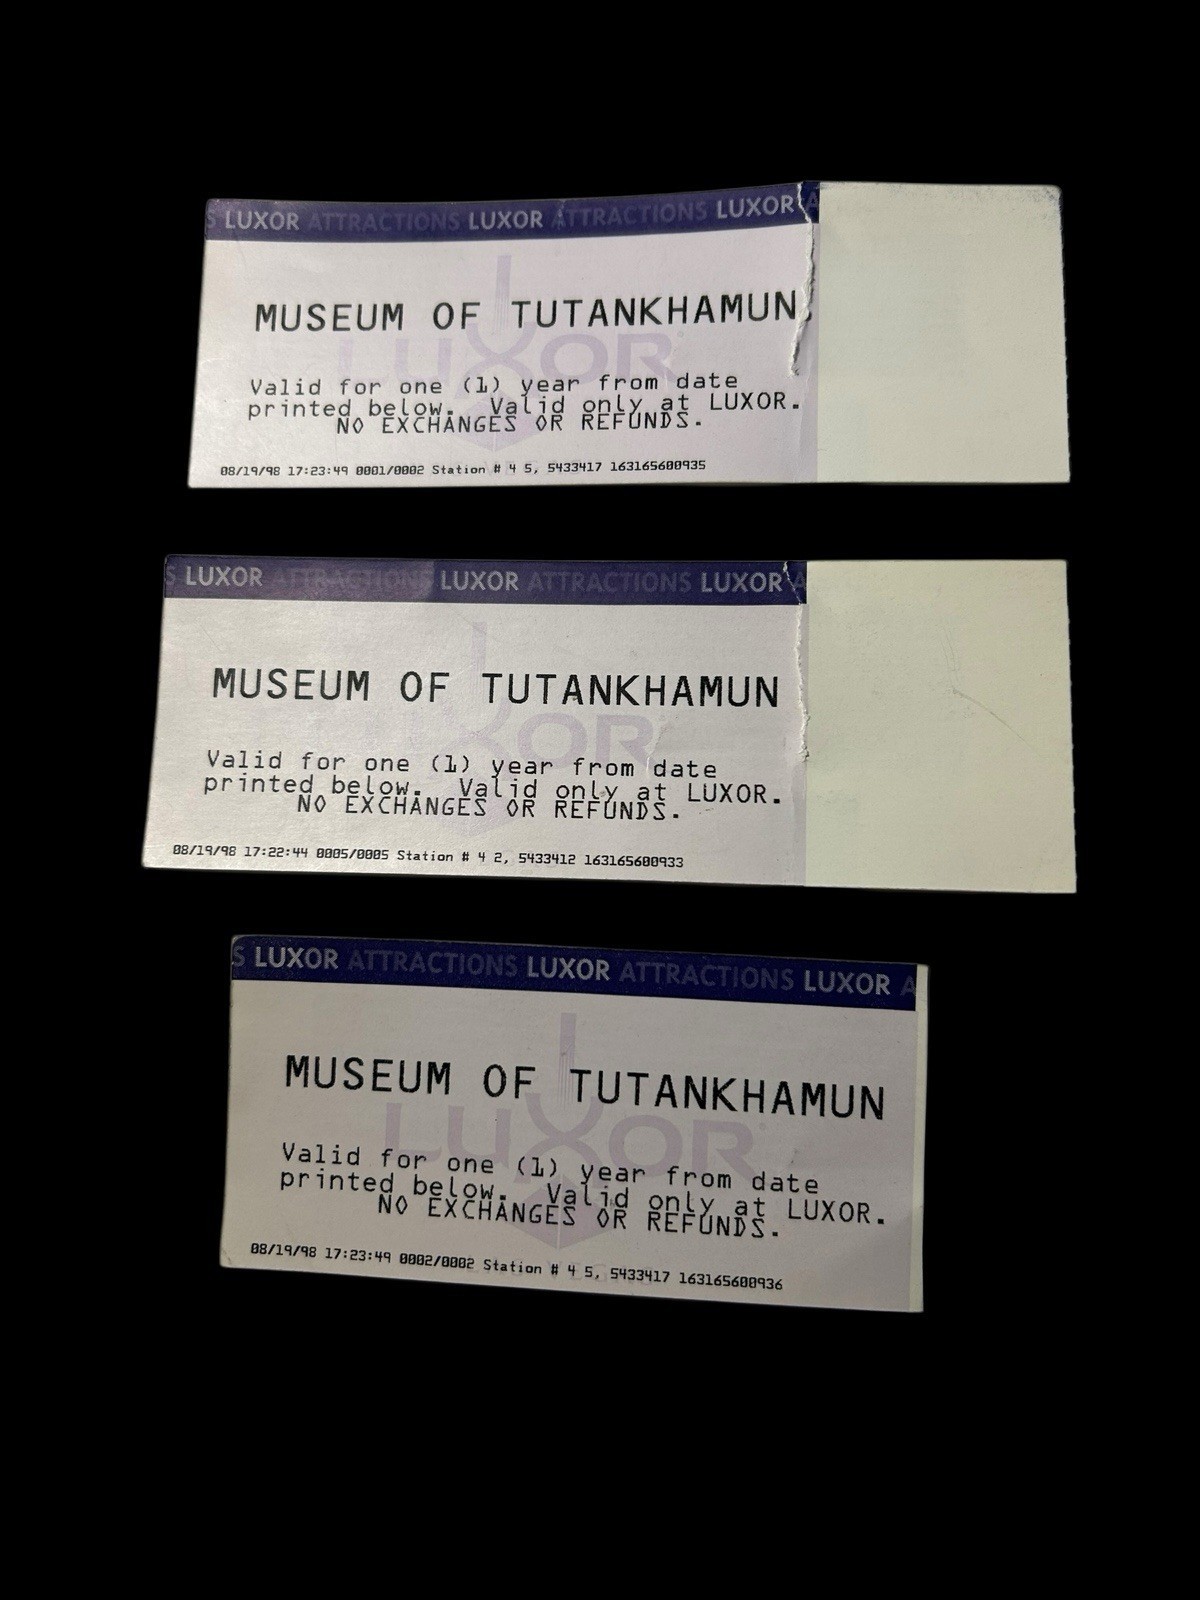 S LUXOR ATTRACTIONS LUXOR ATTRACTIONS LUXOR A
MUSEUM OF TUTANKHAMUN
LUXOR
Valid for one (1) year from date
printed below. Valid only at LUXOR.
NO EXCHANGES OR REFUNDS.
08/19/98 17:23:49 0001/0002 Station # 4 5, 5433417 163165600935
S LUXOR ATTRACTIONS LUXOR ATTRACTIONS LUXOR A
MUSEUM OF TUTANKHAMUN
LUXOR
Valid for one (1) year from date
printed below. Valid only at LUXOR.
NO EXCHANGES OR REFUNDS.
08/19/98 17:22:44 0005/0005 Station # 4 2, 5433412 163165600933
S LUXOR ATTRACTIONS LUXOR ATTRACTIONS LUXOR A
MUSEUM OF TUTANKHAMUN
LUXOR
Valid for one (1) year from date
printed below. Valid only at LUXOR.
NO EXCHANGES OR REFUNDS.
08/19/98 17:23:49 0002/0002 Station # 4 5, 5433417 163165600936